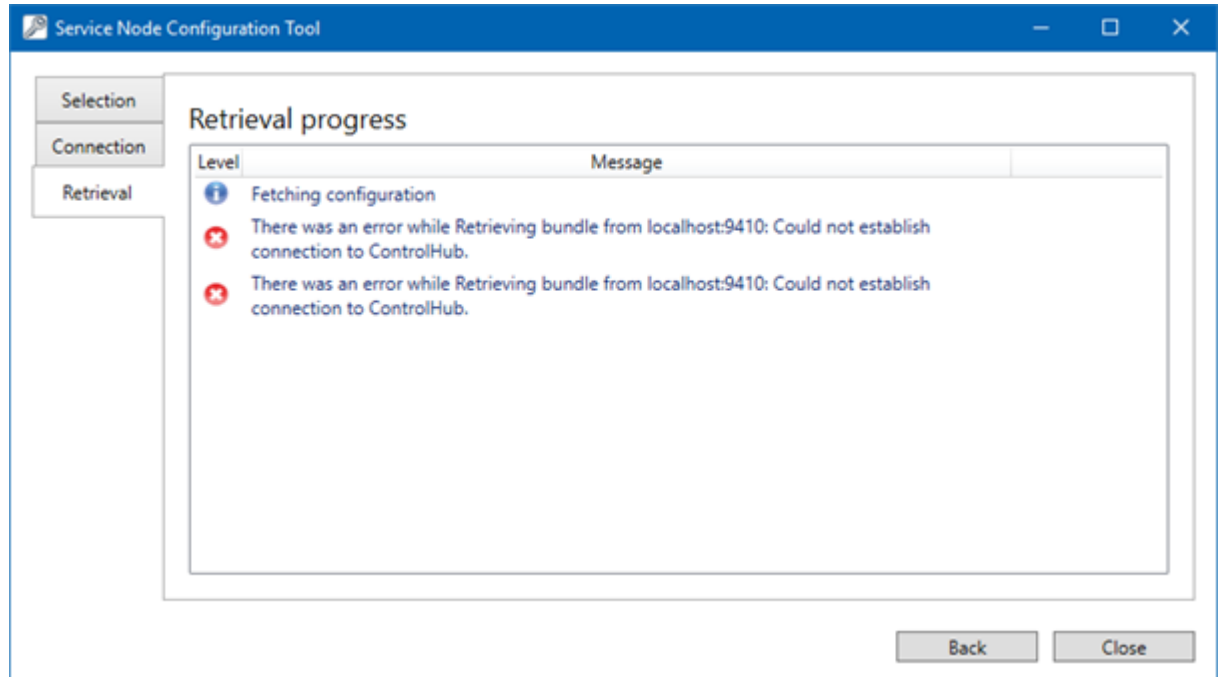 Service Node Configuration Tool
Selection
Connection
Retrieval
Retrieval progress
Level Message
Fetching configuration
There was an error while Retrieving bundle from localhost:9410: Could not establish
connection to ControlHub.
There was an error while Retrieving bundle from localhost:9410: Could not establish
connection to ControlHub.
Back Close